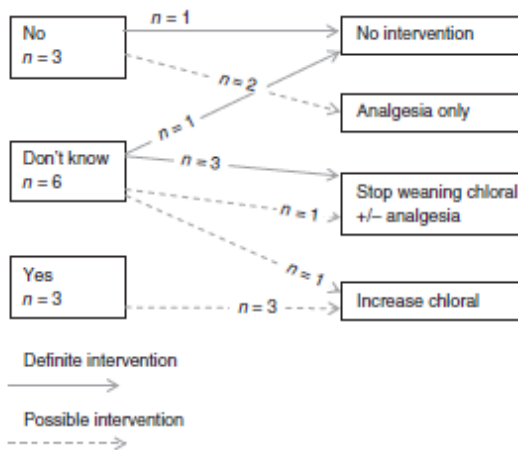 n = 1
No
n = 3
No intervention
n = 2
Analgesia only
n = 1
Don't know
n = 6
n = 3
Stop weaning chloral
+/– analgesia
n = 1
n = 1
Yes
n = 3
n = 3
Increase chloral
Definite intervention
Possible intervention